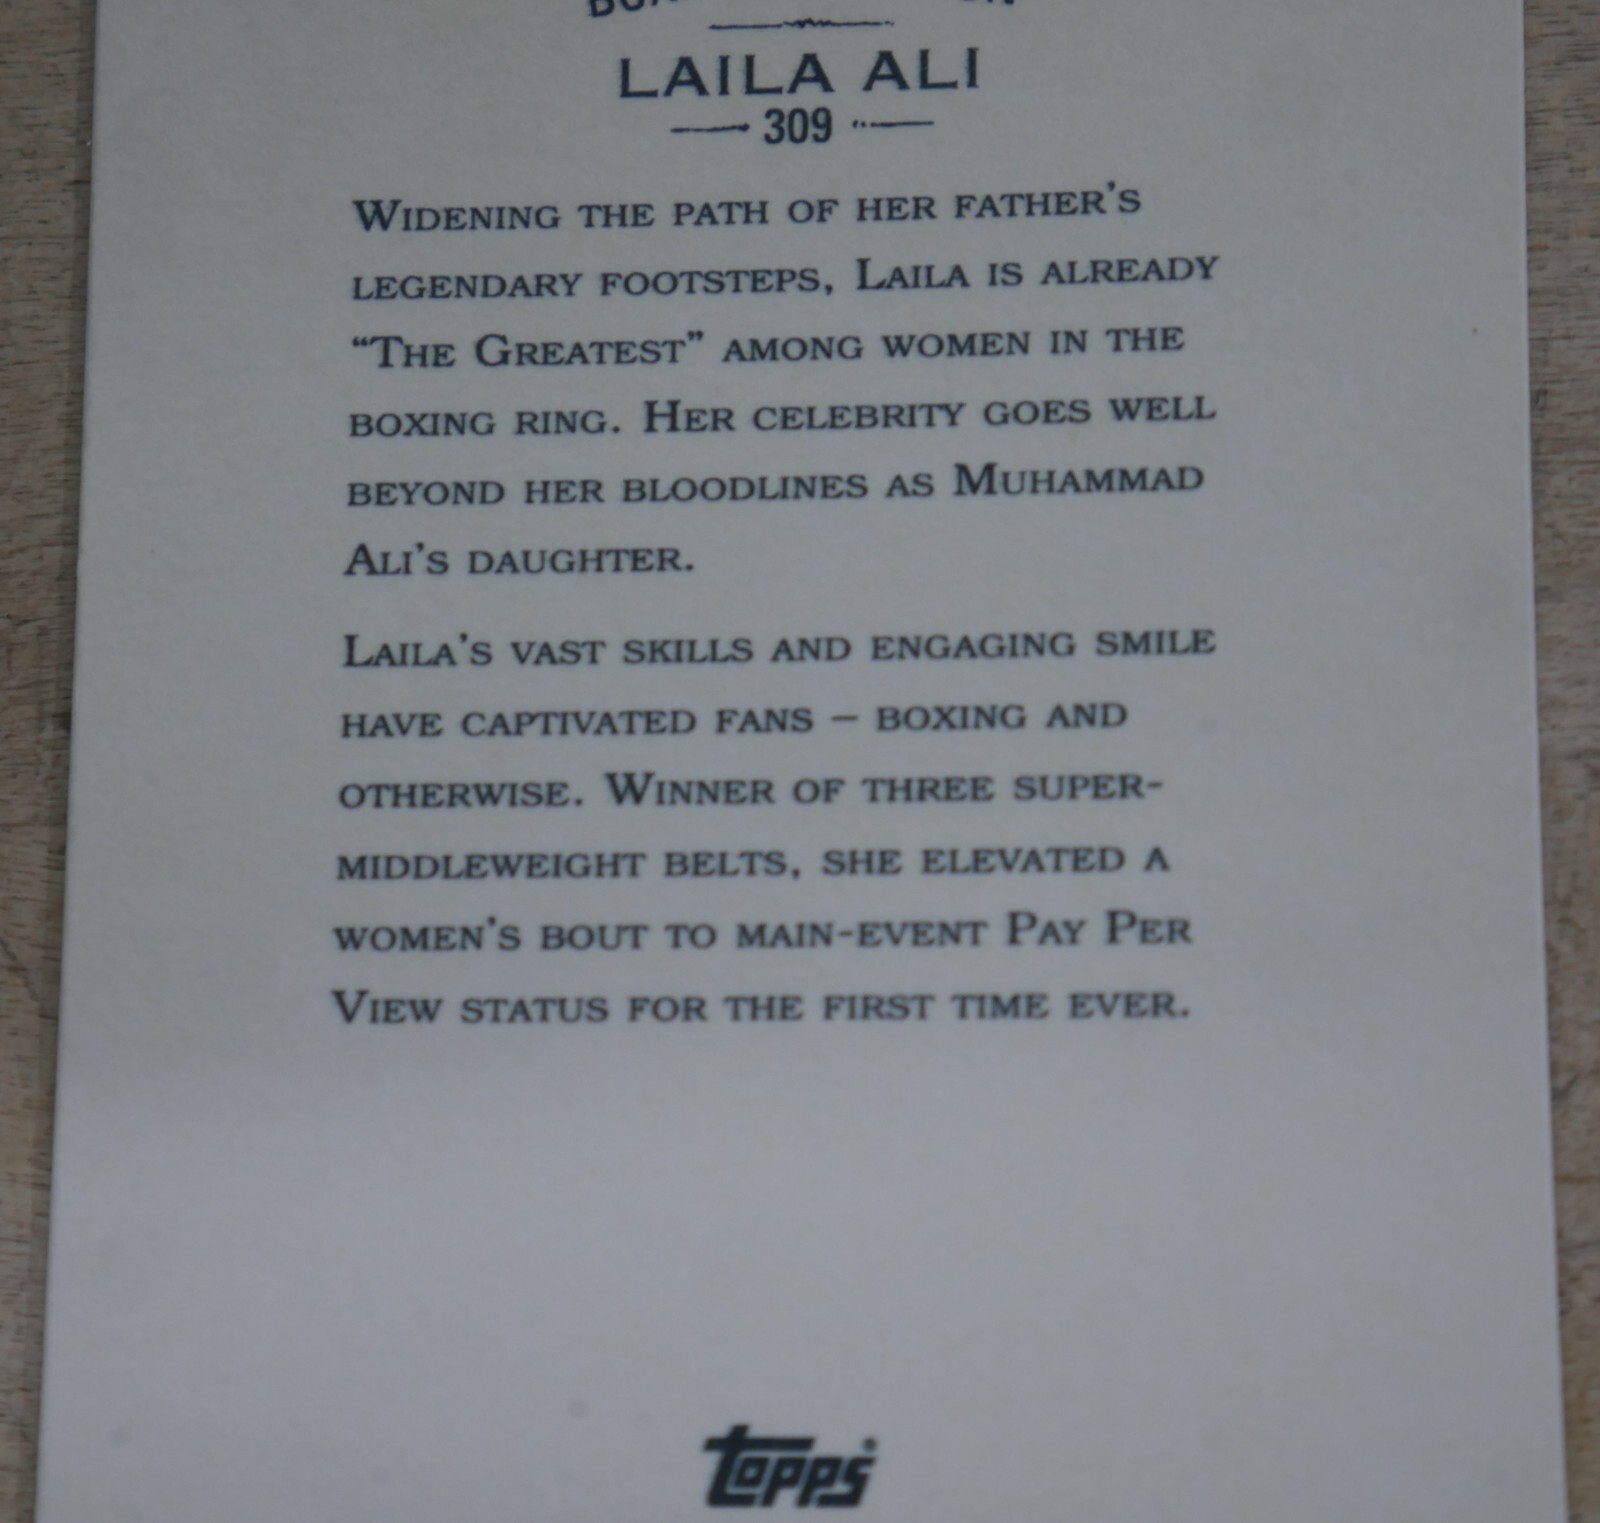 LAILA ALI
309
WIDENING THE PATH OF HER FATHER'S
LEGENDARY FOOTSTEPS, LAILA IS ALREADY
“THE GREATEST” AMONG WOMEN IN THE
BOXING RING. HER CELEBRITY GOES WELL
BEYOND HER BLOODLINES AS MUHAMMAD
ALI'S DAUGHTER.
LAILA'S VAST SKILLS AND ENGAGING SMILE
HAVE CAPTIVATED FANS – BOXING AND
OTHERWISE. WINNER OF THREE SUPER-
MIDDLEWEIGHT BELTS, SHE ELEVATED A
WOMEN'S BOUT TO MAIN-EVENT PAY PER
VIEW STATUS FOR THE FIRST TIME EVER.
topps